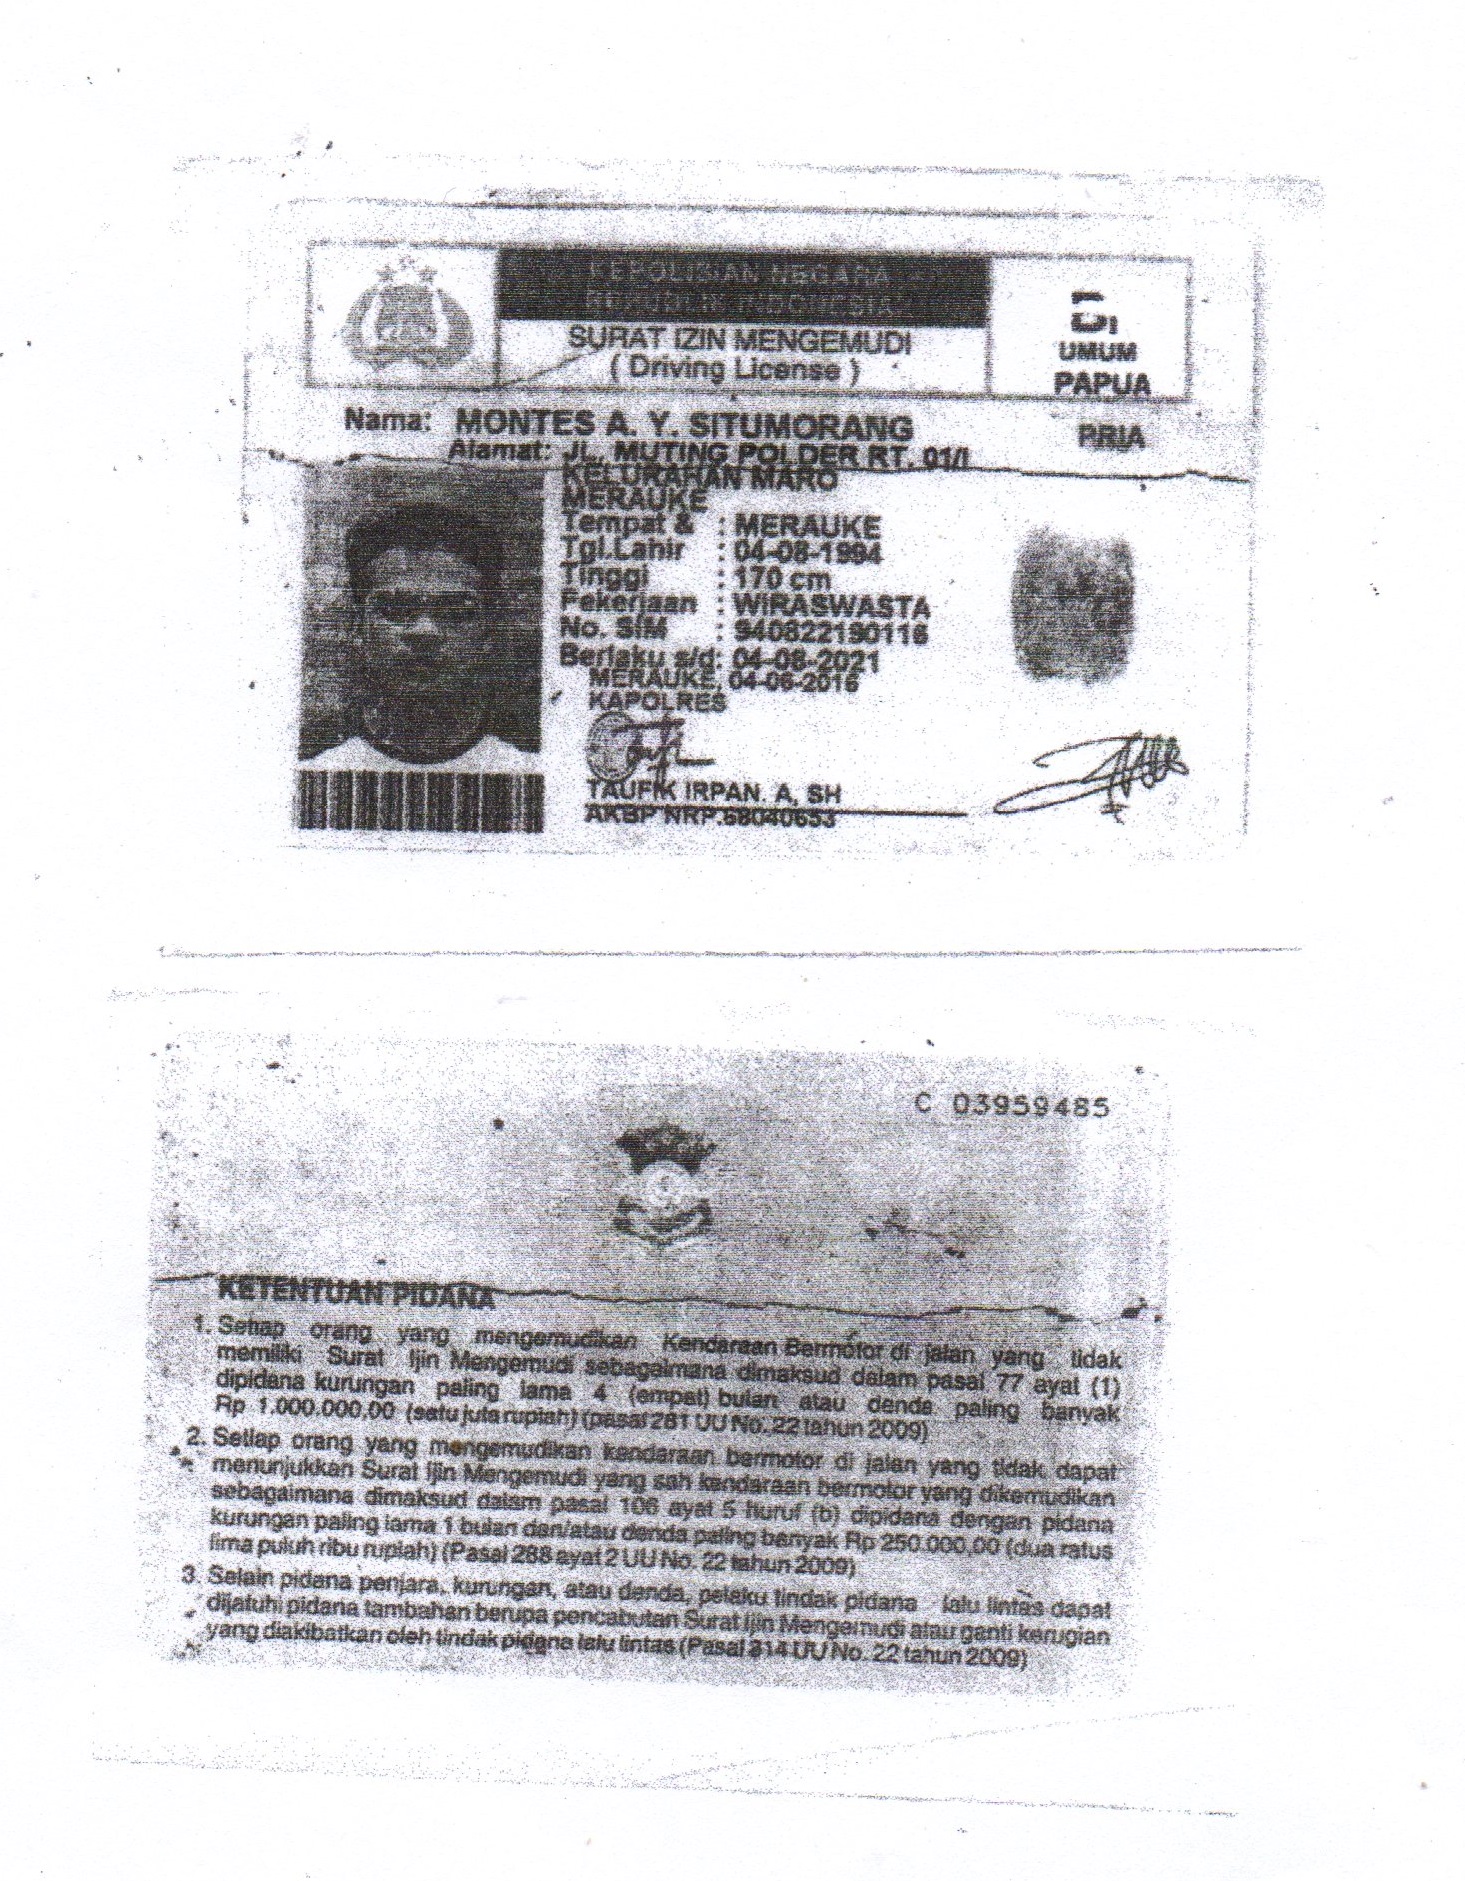 KEPOLISIAN NEGARA
REPUBLIK INDONESIA
SURAT IZIN MENGEMUDI
( Driving License )
BI
UMUM
PAPUA
Nama: MONTES A. Y. SITUMORANG
PRIA
Alamat: JL. MUTING POLDER RT. 01/I
KELURAHAN MARO
MERAUKE
Tempat & : MERAUKE
Tgl.Lahir : 04-08-1994
Tinggi : 170 cm
Pekerjaan : WIRASWASTA
No. SIM : 940822190116
Berlaku s/d: 04-08-2021
MERAUKE, 04-08-2016
KAPOLRES
TAUFIK IRPAN. A, SH
AKBP NRP.68040653
C 03959485
KETENTUAN PIDANA
1. Setiap orang yang mengemudikan Kendaraan Bermotor di jalan yang tidak
memiliki Surat Ijin Mengemudi sebagaimana dimaksud dalam pasal 77 ayat (1)
dipidana kurungan paling lama 4 (empat) bulan atau denda paling banyak
Rp 1.000.000,00 (satu juta rupiah) (pasal 281 UU No. 22 tahun 2009)
2. Setiap orang yang mengemudikan kendaraan bermotor di jalan yang tidak dapat
menunjukkan Surat Ijin Mengemudi yang sah kendaraan bermotor yang dikemudikan
sebagaimana dimaksud dalam pasal 106 ayat 5 huruf (b) dipidana dengan pidana
kurungan paling lama 1 bulan dan/atau denda paling banyak Rp 250.000,00 (dua ratus
lima puluh ribu rupiah) (Pasal 288 ayat 2 UU No. 22 tahun 2009)
3. Selain pidana penjara, kurungan, atau denda, pelaku tindak pidana lalu lintas dapat
dijatuhi pidana tambahan berupa pencabutan Surat Ijin Mengemudi atau ganti kerugian
yang diakibatkan oleh tindak pidana lalu lintas (Pasal 314 UU No. 22 tahun 2009)